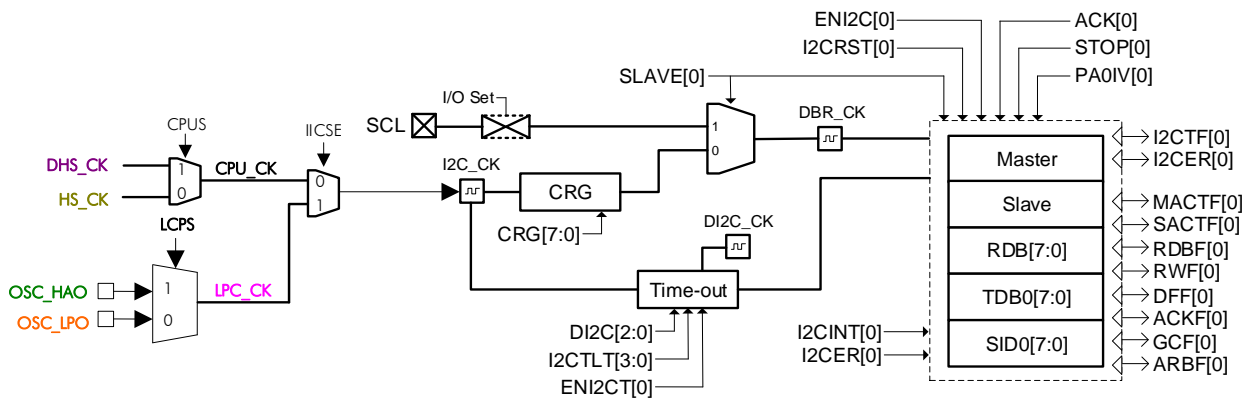 ENI2C[0]
ACK[0]
I2CRST[0]
STOP[0]
SLAVE[0]
PA0IV[0]
I/O Set
SCL
DBR_CK
1
0
CPUS
IICSE
DHS_CK
1
CPU_CK
0
I2C_CK
HS_CK
0
1
CRG
CRG[7:0]
LCPS
DI2C_CK
OSC_HAO
1
LPC_CK
OSC_LPO
0
Time-out
DI2C[2:0]
I2CTLT[3:0]
ENI2CT[0]
Master
Slave
RDB[7:0]
TDB0[7:0]
SID0[7:0]
I2CINT[0]
I2CER[0]
I2CTF[0]
I2CER[0]
MACTF[0]
SACTF[0]
RDBF[0]
RWF[0]
DFF[0]
ACKF[0]
GCF[0]
ARBF[0]